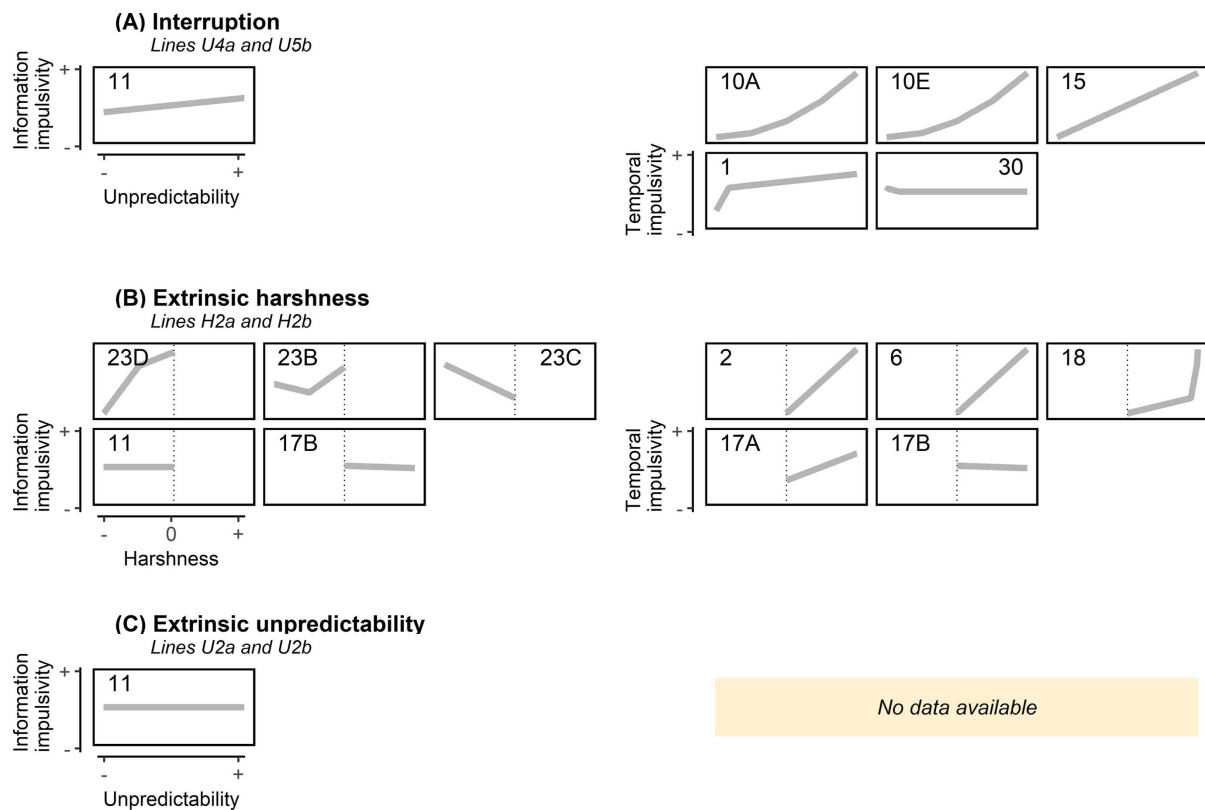 (A) Interruption
Lines U4a and U5b
Information
impulsivity
+
-
11
-
+
Unpredictability
10A
10E
15
Temporal
impulsivity
+
-
1
30
(B) Extrinsic harshness
Lines H2a and H2b
23D
23B
23C
Information
impulsivity
+
-
11
17B
-
0
+
Harshness
2
6
18
Temporal
impulsivity
+
-
17A
17B
(C) Extrinsic unpredictability
Lines U2a and U2b
Information
impulsivity
+
-
11
-
+
Unpredictability
No data available